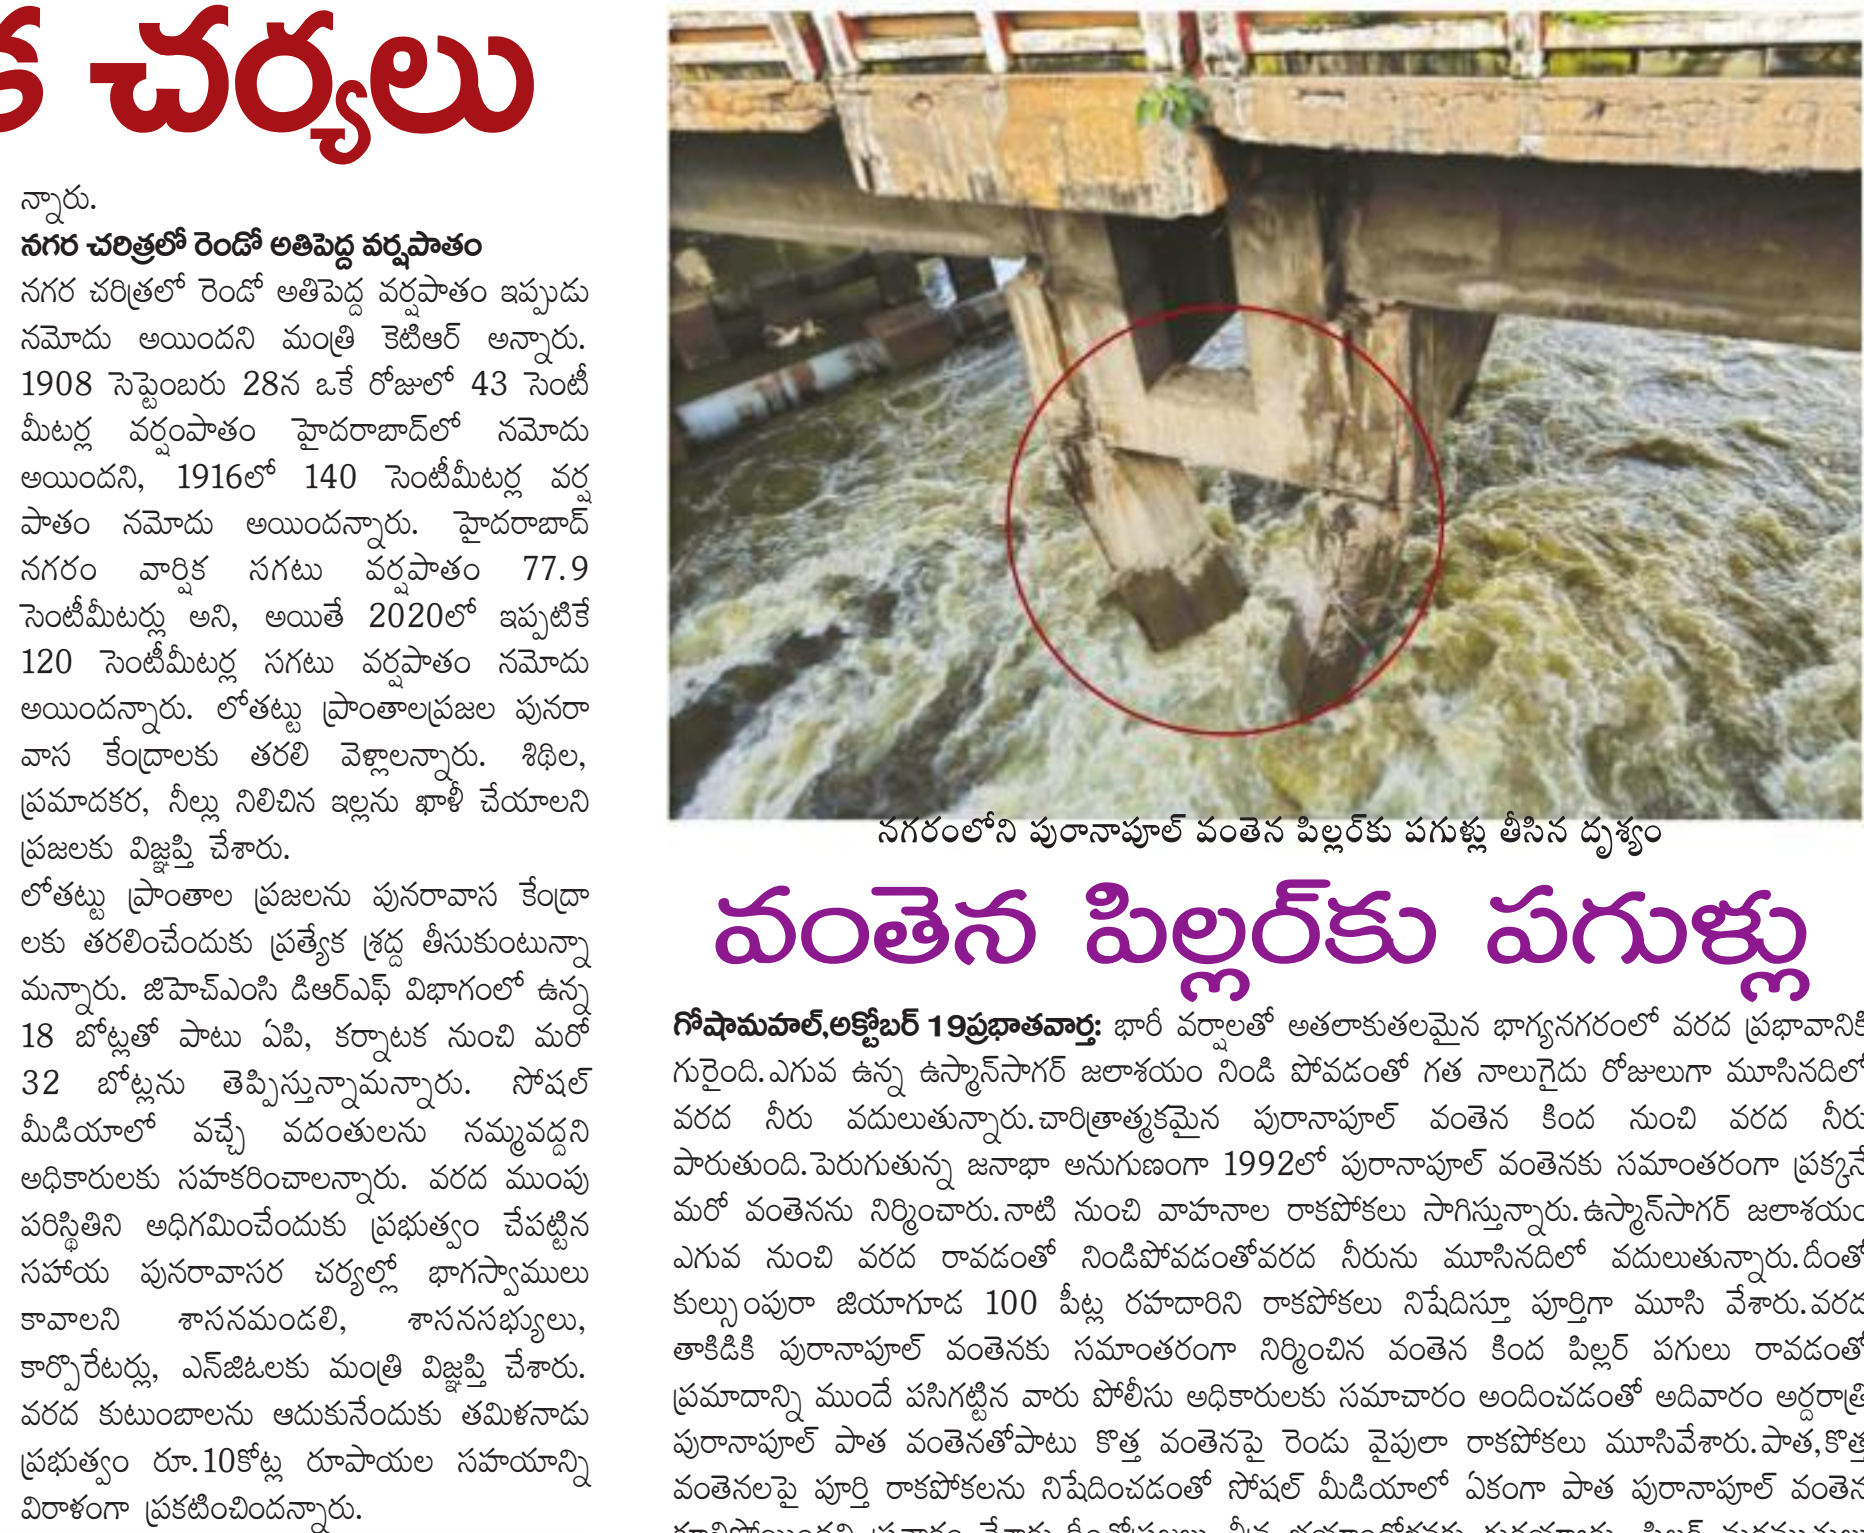 చర్యలు
న్నారు.
నగర చరిత్రలో రెండో అతిపెద్ద వర్షపాతం
నగర చరిత్రలో రెండో అతిపెద్ద వర్షపాతం ఇప్పుడు
నమోదు అయిందని మంత్రి కెటిఆర్ అన్నారు.
1908 సెప్టెంబరు 28న ఒకే రోజులో 43 సెంటీ
మీటర్ల వర్షంపాతం హైదరాబాద్‌లో నమోదు
అయిందని, 1916లో 140 సెంటీమీటర్ల వర్ష
పాతం నమోదు అయిందన్నారు. హైదరాబాద్
నగరం వార్షిక సగటు వర్షపాతం 77.9
సెంటీమీటర్లు అని, అయితే 2020లో ఇప్పటికే
120 సెంటీమీటర్ల సగటు వర్షపాతం నమోదు
అయిందన్నారు. లోతట్టు ప్రాంతాలప్రజల పునరా
వాస కేంద్రాలకు తరలి వెళ్లాలన్నారు. శిథిల,
ప్రమాదకర, నీల్లు నిలిచిన ఇల్లను ఖాళీ చేయాలని
ప్రజలకు విజ్ఞప్తి చేశారు.
లోతట్టు ప్రాంతాల ప్రజలను పునరావాస కేంద్రా
లకు తరలించేందుకు ప్రత్యేక శ్రద్ద తీసుకుంటున్నా
మన్నారు. జిహెచ్ఎంసి డిఆర్ఎఫ్ విభాగంలో ఉన్న
18 బోట్లతో పాటు ఏపి, కర్నాటక నుంచి మరో
32 బోట్లను తెప్పిస్తున్నామన్నారు. సోషల్
మీడియాలో వచ్చే వదంతులను నమ్మవద్దని
అధికారులకు సహకరించాలన్నారు. వరద ముంపు
పరిస్థితిని అధిగమించేందుకు ప్రభుత్వం చేపట్టిన
సహాయ పునరావాసర చర్యల్లో భాగస్వాములు
కావాలని శాసనమండలి, శాసనసభ్యులు,
కార్పొరేటర్లు, ఎన్‌జిఓలకు మంత్రి విజ్ఞప్తి చేశారు.
వరద కుటుంబాలను ఆదుకునేందుకు తమిళనాడు
ప్రభుత్వం రూ.10కోట్ల రూపాయల సహయాన్ని
విరాళంగా ప్రకటించిందన్నారు.
నగరంలోని పురానాపూల్ వంతెన పిల్లర్‌కు పగుళ్లు తీసిన దృశ్యం
వంతెన పిల్లర్‌కు పగుళ్లు
గోషామహల్,అక్టోబర్ 19ప్రభాతవార్త: భారీ వర్షాలతో అతలాకుతలమైన భాగ్యనగరంలో వరద ప్రభావానికి
గురైంది.ఎగువ ఉన్న ఉస్మాన్‌సాగర్ జలాశయం నిండి పోవడంతో గత నాలుగైదు రోజులుగా మూసినదిలో
వరద నీరు వదులుతున్నారు.చారిత్రాత్మకమైన పురానాపూల్ వంతెన కింద నుంచి వరద నీరు
పారుతుంది.పెరుగుతున్న జనాభా అనుగుణంగా 1992లో పురానాపూల్ వంతెనకు సమాంతరంగా ప్రక్కనే
మరో వంతెనను నిర్మించారు.నాటి నుంచి వాహనాల రాకపోకలు సాగిస్తున్నారు.ఉస్మాన్‌సాగర్ జలాశయం
ఎగువ నుంచి వరద రావడంతో నిండిపోవడంతోవరద నీరును మూసినదిలో వదులుతున్నారు.దీంతో
కుల్సుంపురా జియాగూడ 100 పీట్ల రహదారిని రాకపోకలు నిషేదిస్తూ పూర్తిగా మూసి వేశారు.వరద
తాకిడికి పురానాపూల్ వంతెనకు సమాంతరంగా నిర్మించిన వంతెన కింద పిల్లర్ పగులు రావడంతో
ప్రమాదాన్ని ముందే పసిగట్టిన వారు పోలీసు అధికారులకు సమాచారం అందించడంతో అదివారం అర్దరాత్రి
పురానాపూల్ పాత వంతెనతోపాటు కొత్త వంతెనపై రెండు వైపులా రాకపోకలు మూసివేశారు.పాత,కొత్త
వంతెనలపై పూర్తి రాకపోకలను నిషేదించడంతో సోషల్ మీడియాలో ఏకంగా పాత పురానాపూల్ వంతెన